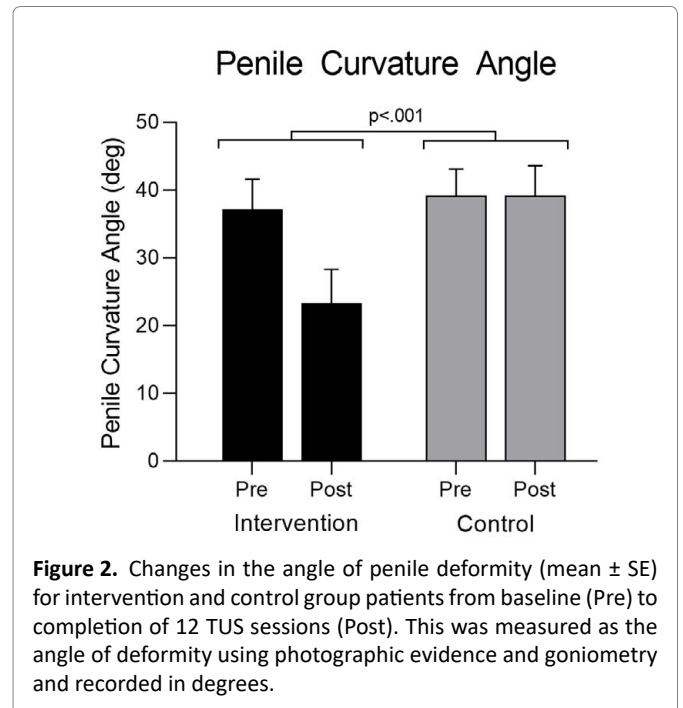 Penile Curvature Angle
p<.001
Penile Curvature Angle (deg)
50
40
30
20
10
0
Pre Post Pre Post
Intervention Control
Figure 2. Changes in the angle of penile deformity (mean ± SE)
for intervention and control group patients from baseline (Pre) to
completion of 12 TUS sessions (Post). This was measured as the
angle of deformity using photographic evidence and goniometry
and recorded in degrees.